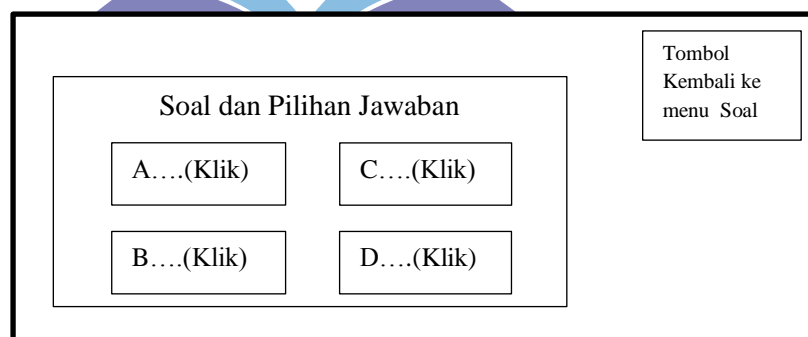 Tombol
Kembali ke
menu Soal
Soal dan Pilihan Jawaban
A….(Klik)
C….(Klik)
B….(Klik)
D….(Klik)